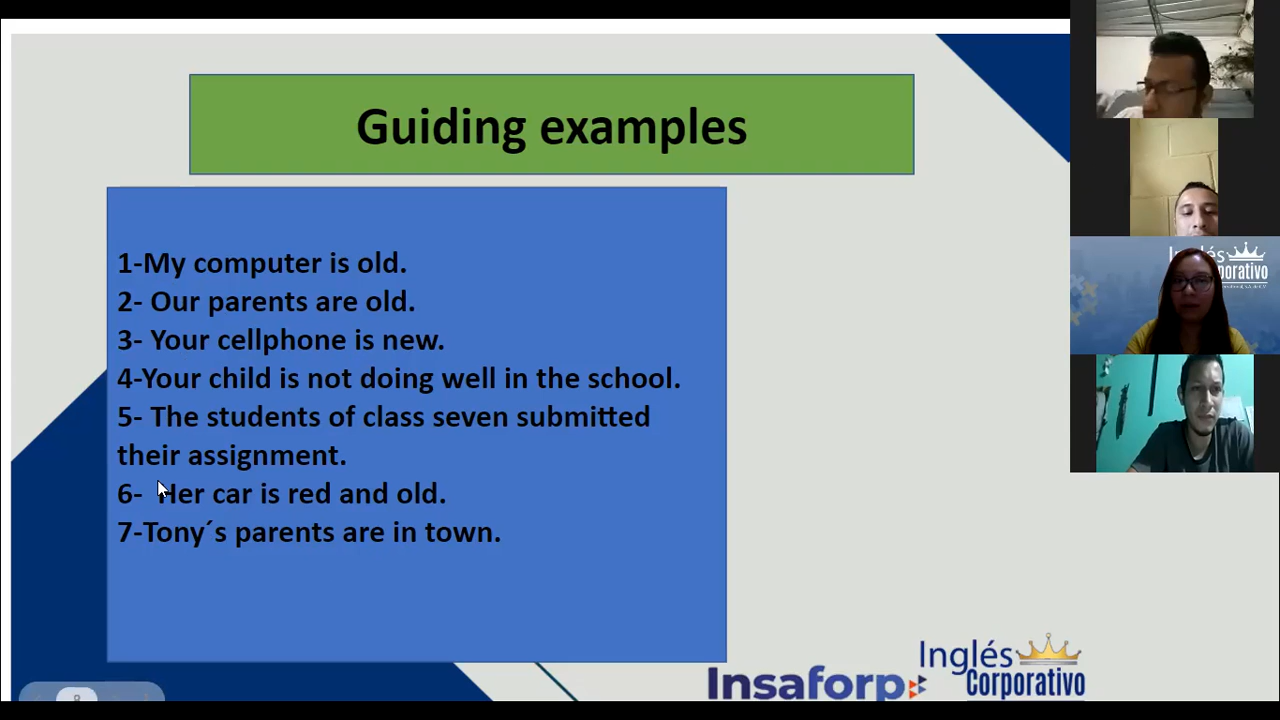 Guiding examples
1-My computer is old.
2- Our parents are old.
3- Your cellphone is new.
4-Your child is not doing well in the school.
5- The students of class seven submitted
their assignment.
6- Her car is red and old.
7-Tony´s parents are in town.
Inglés
Corporativo
Insaforp